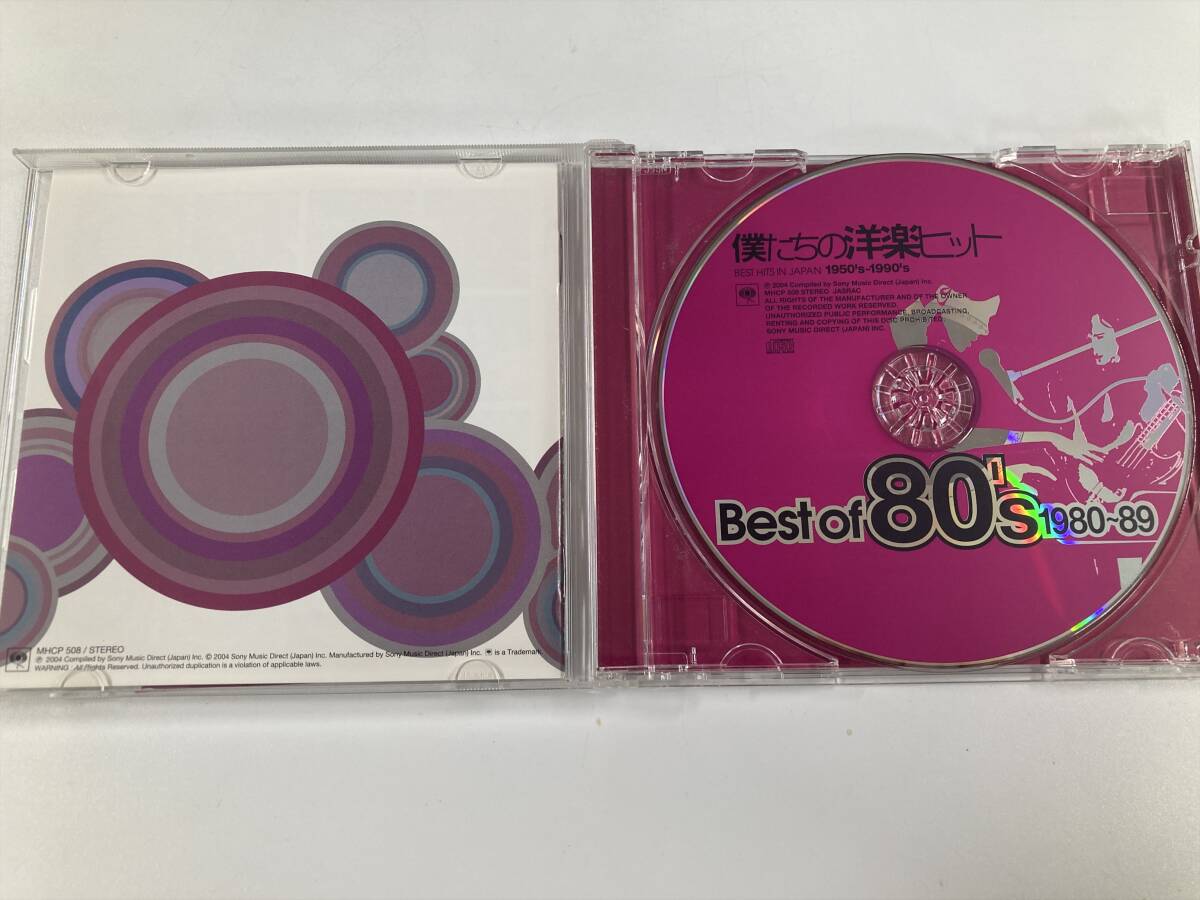 MHCP 508 / STEREO
℗ 2004 Compiled by Sony Music Direct (Japan) Inc. © 2004 Sony Music Direct (Japan) Inc. Manufactured by Sony Music Direct (Japan) Inc. is a Trademark.
WARNING : All Rights Reserved. Unauthorized duplication is a violation of applicable laws.
僕たちの洋楽ヒット
BEST HITS IN JAPAN 1950's-1990's
℗ 2004 Compiled by Sony Music Direct (Japan) Inc.
MHCP 508 STEREO JASRAC
ALL RIGHTS OF THE MANUFACTURER AND OF THE OWNER
OF THE RECORDED WORK RESERVED.
UNAUTHORIZED PUBLIC PERFORMANCE, BROADCASTING,
RENTING AND COPYING OF THIS DISC PROHIBITED.
SONY MUSIC DIRECT (JAPAN) INC.
Best of 80's 1980~89